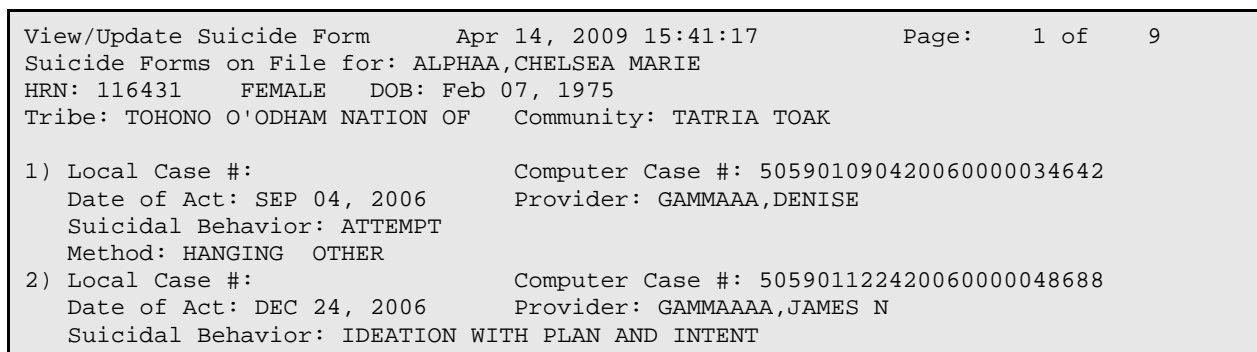 View/Update Suicide Form Apr 14, 2009 15:41:17 Page: 1 of 9
Suicide Forms on File for: ALPHAA,CHELSEA MARIE
HRN: 116431 FEMALE DOB: Feb 07, 1975
Tribe: TOHONO O'ODHAM NATION OF Community: TATRIA TOAK
1) Local Case #: Computer Case #: 505901090420060000034642
Date of Act: SEP 04, 2006 Provider: GAMMAAA,DENISE
Suicidal Behavior: ATTEMPT
Method: HANGING OTHER
2) Local Case #: Computer Case #: 505901122420060000048688
Date of Act: DEC 24, 2006 Provider: GAMMAAAA,JAMES N
Suicidal Behavior: IDEATION WITH PLAN AND INTENT